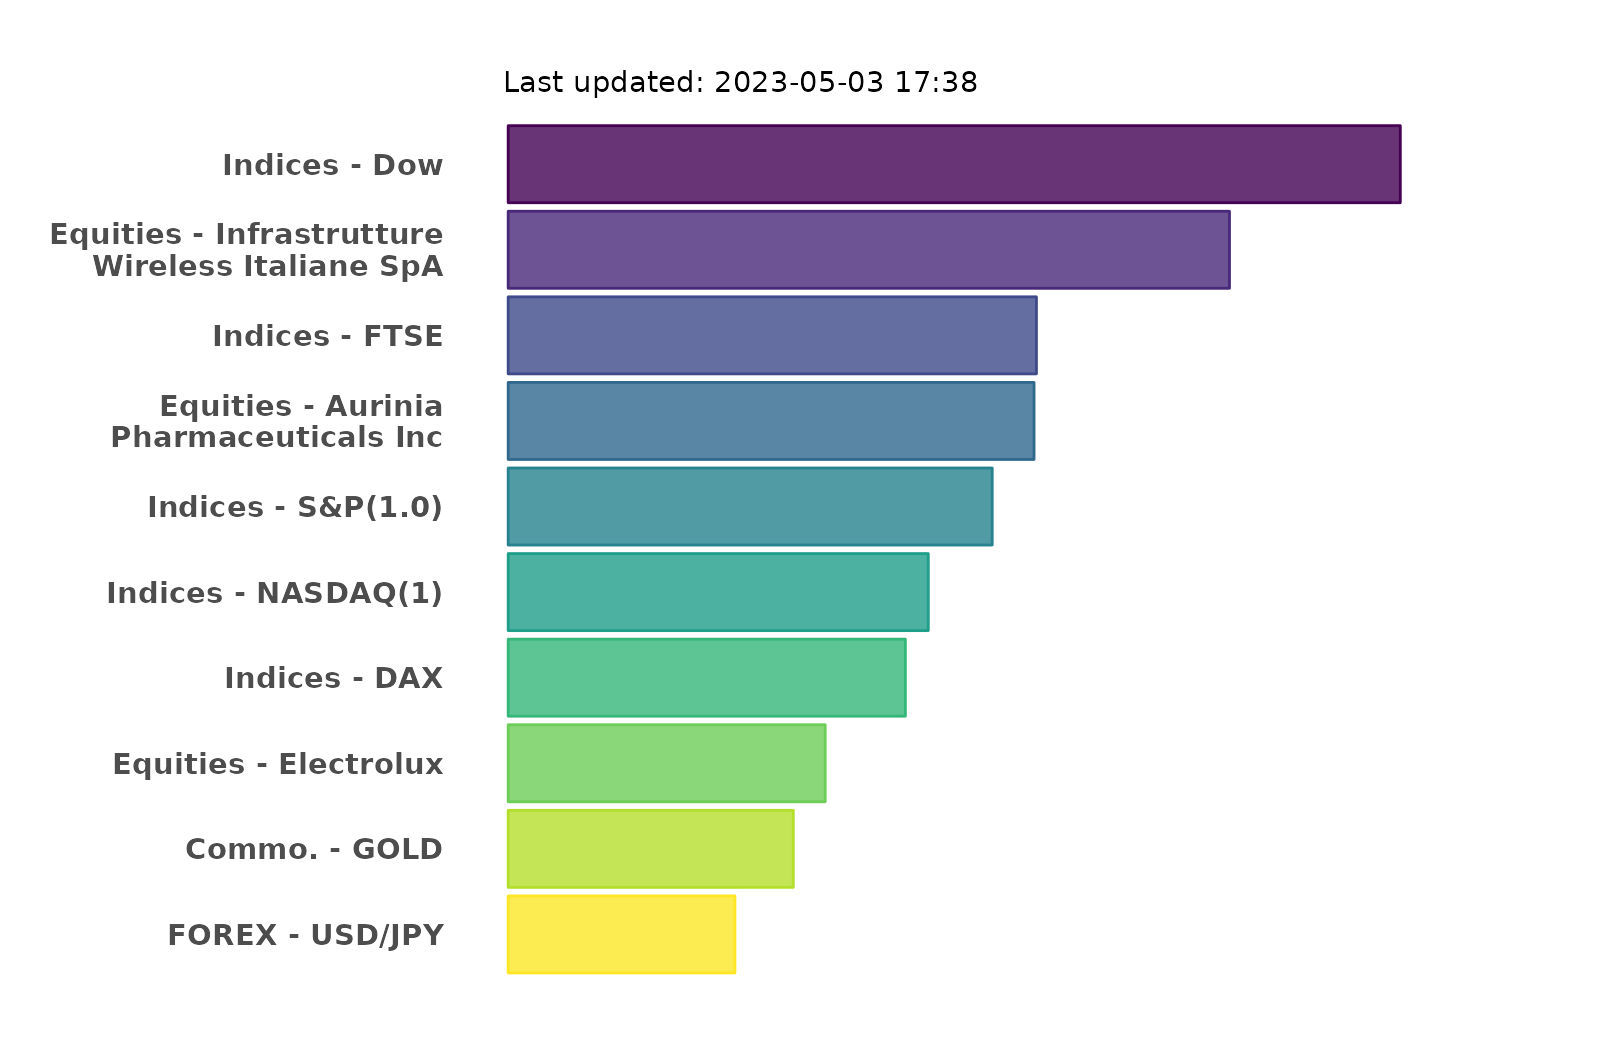 Last updated: 2023-05-03 17:38
Indices - Dow
Equities - Infrastrutture
Wireless Italiane SpA
Indices - FTSE
Equities - Aurinia
Pharmaceuticals Inc
Indices - S&P(1.0)
Indices - NASDAQ(1)
Indices - DAX
Equities - Electrolux
Commo. - GOLD
FOREX - USD/JPY